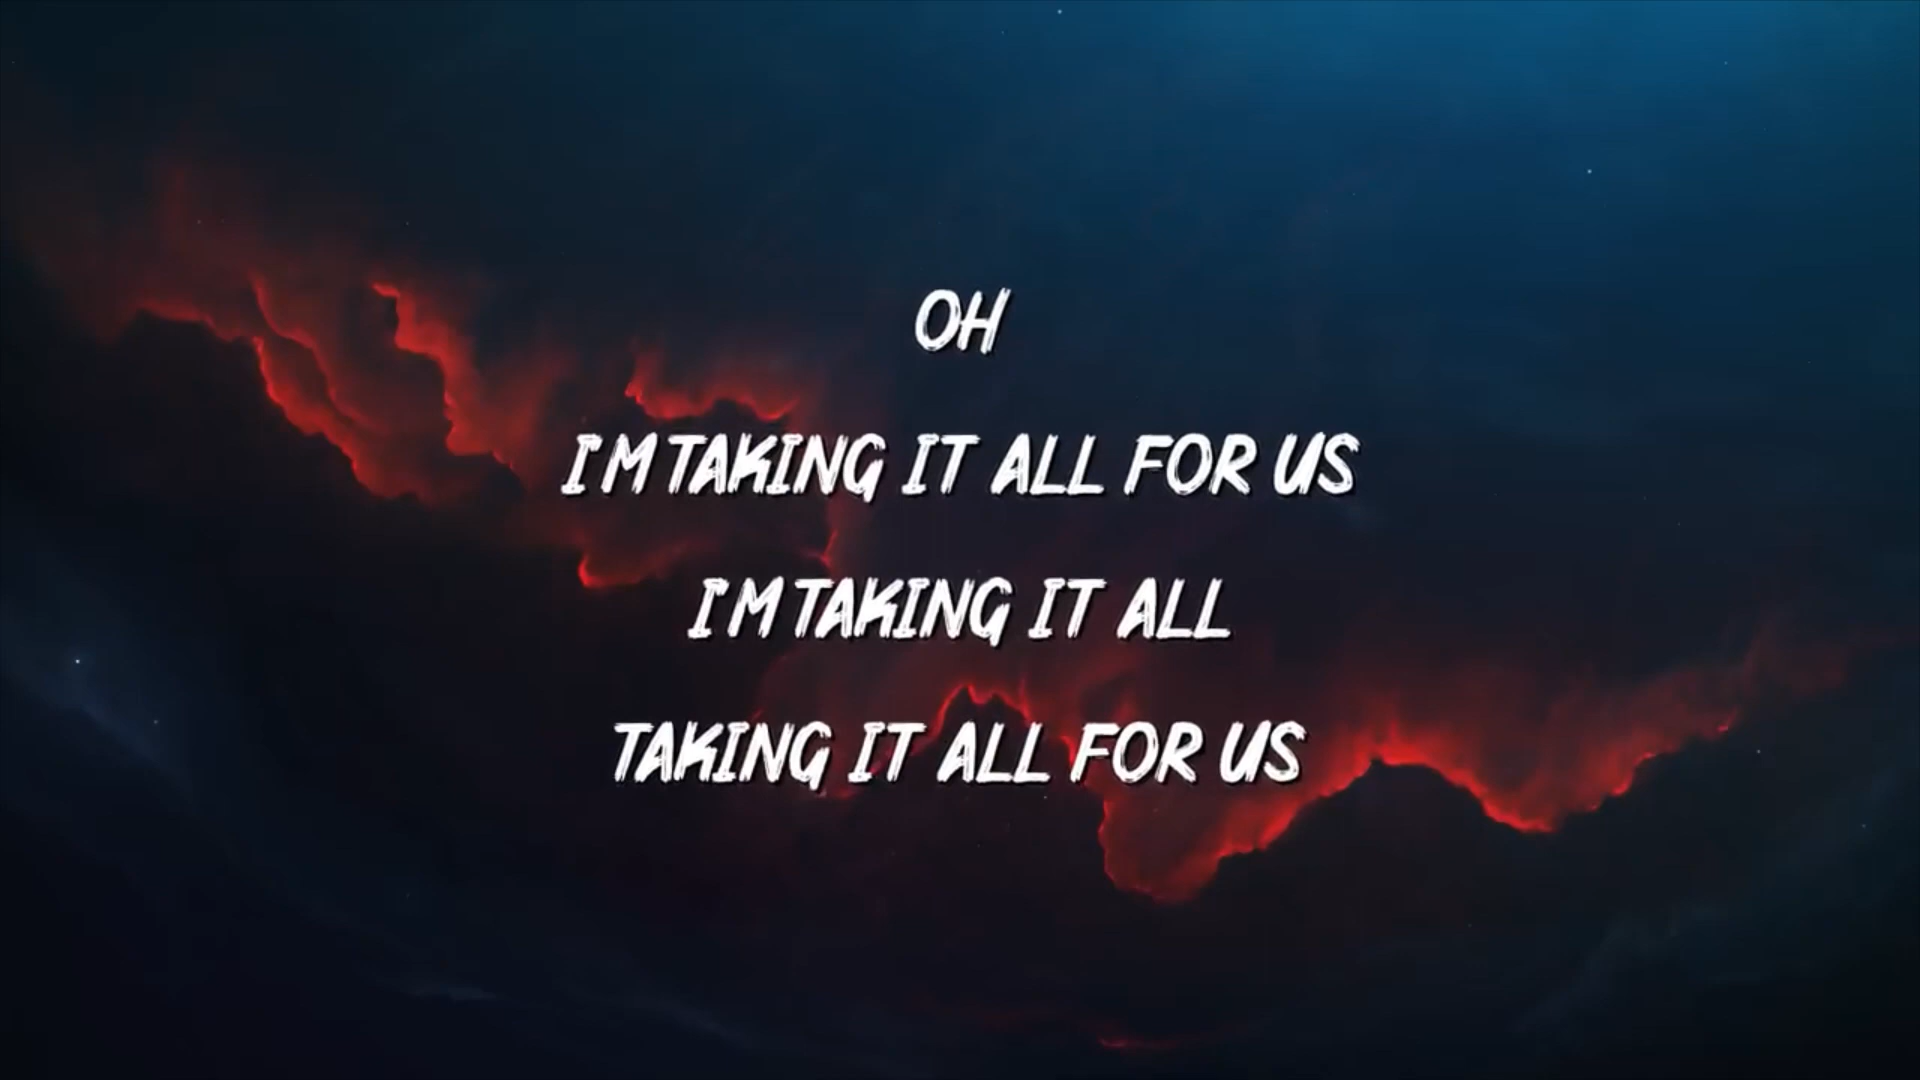 OH
I'M TAKING IT ALL FOR US
I'M TAKING IT ALL
TAKING IT ALL FOR US